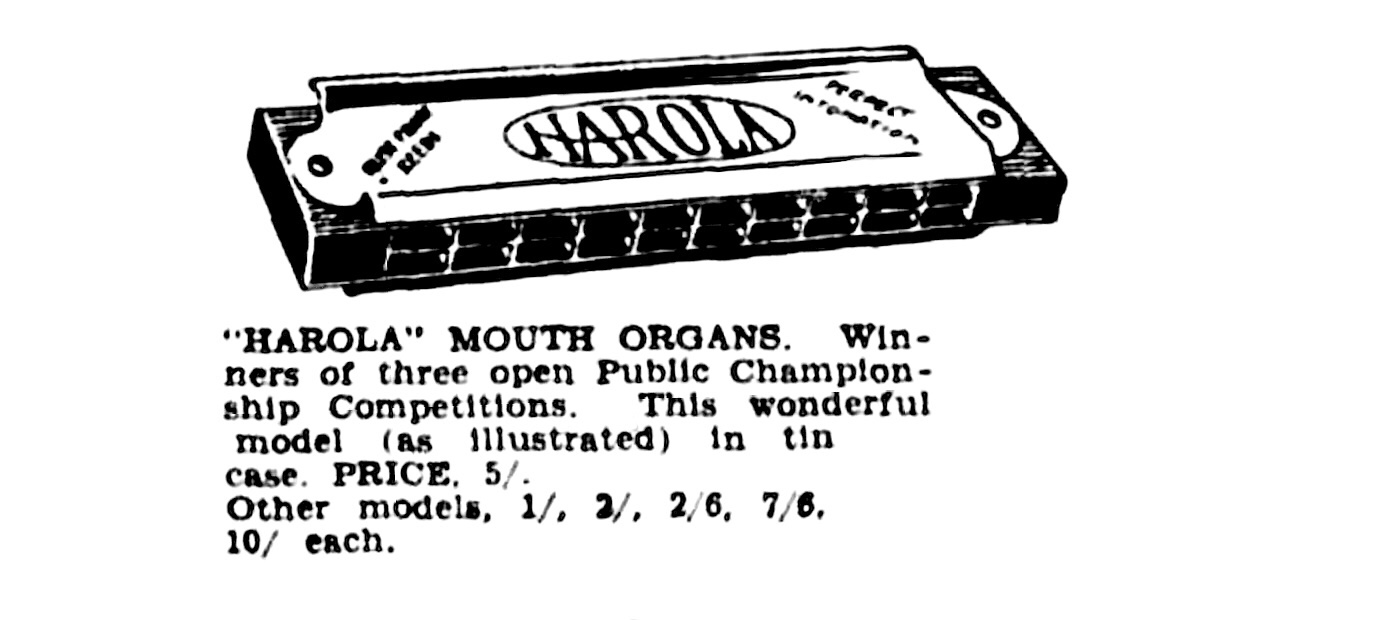 HAROLA
PERFECT
INTONATION
REEDS
"HAROLA" MOUTH ORGANS. Win-
ners of three open Public Champion-
ship Competitions. This wonderful
model (as illustrated) in tin
case. PRICE, 5/.
Other models, 1/, 2/, 2/6, 7/6,
10/ each.